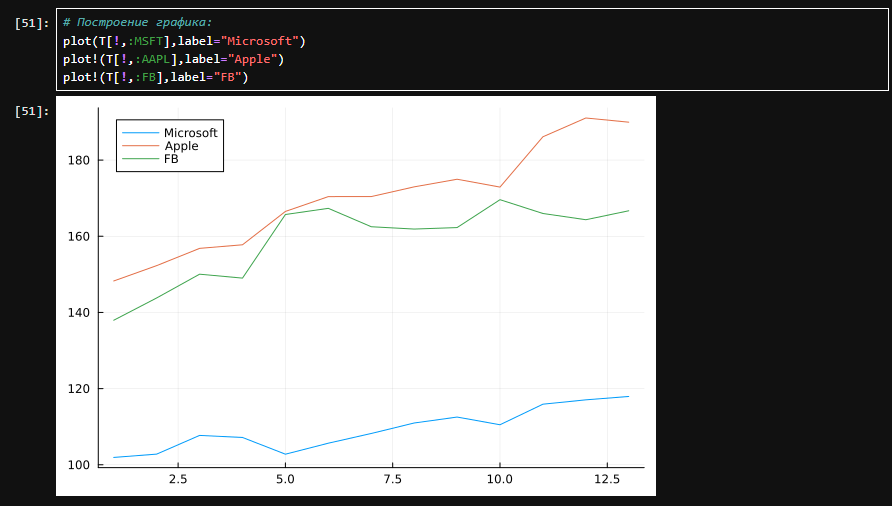 [51]:
# Построение графика:
plot(T[!,:MSFT],label="Microsoft")
plot!(T[!,:AAPL],label="Apple")
plot!(T[!,:FB],label="FB")
[51]:
Microsoft
Apple
FB
180
160
140
120
100
2.5 5.0 7.5 10.0 12.5